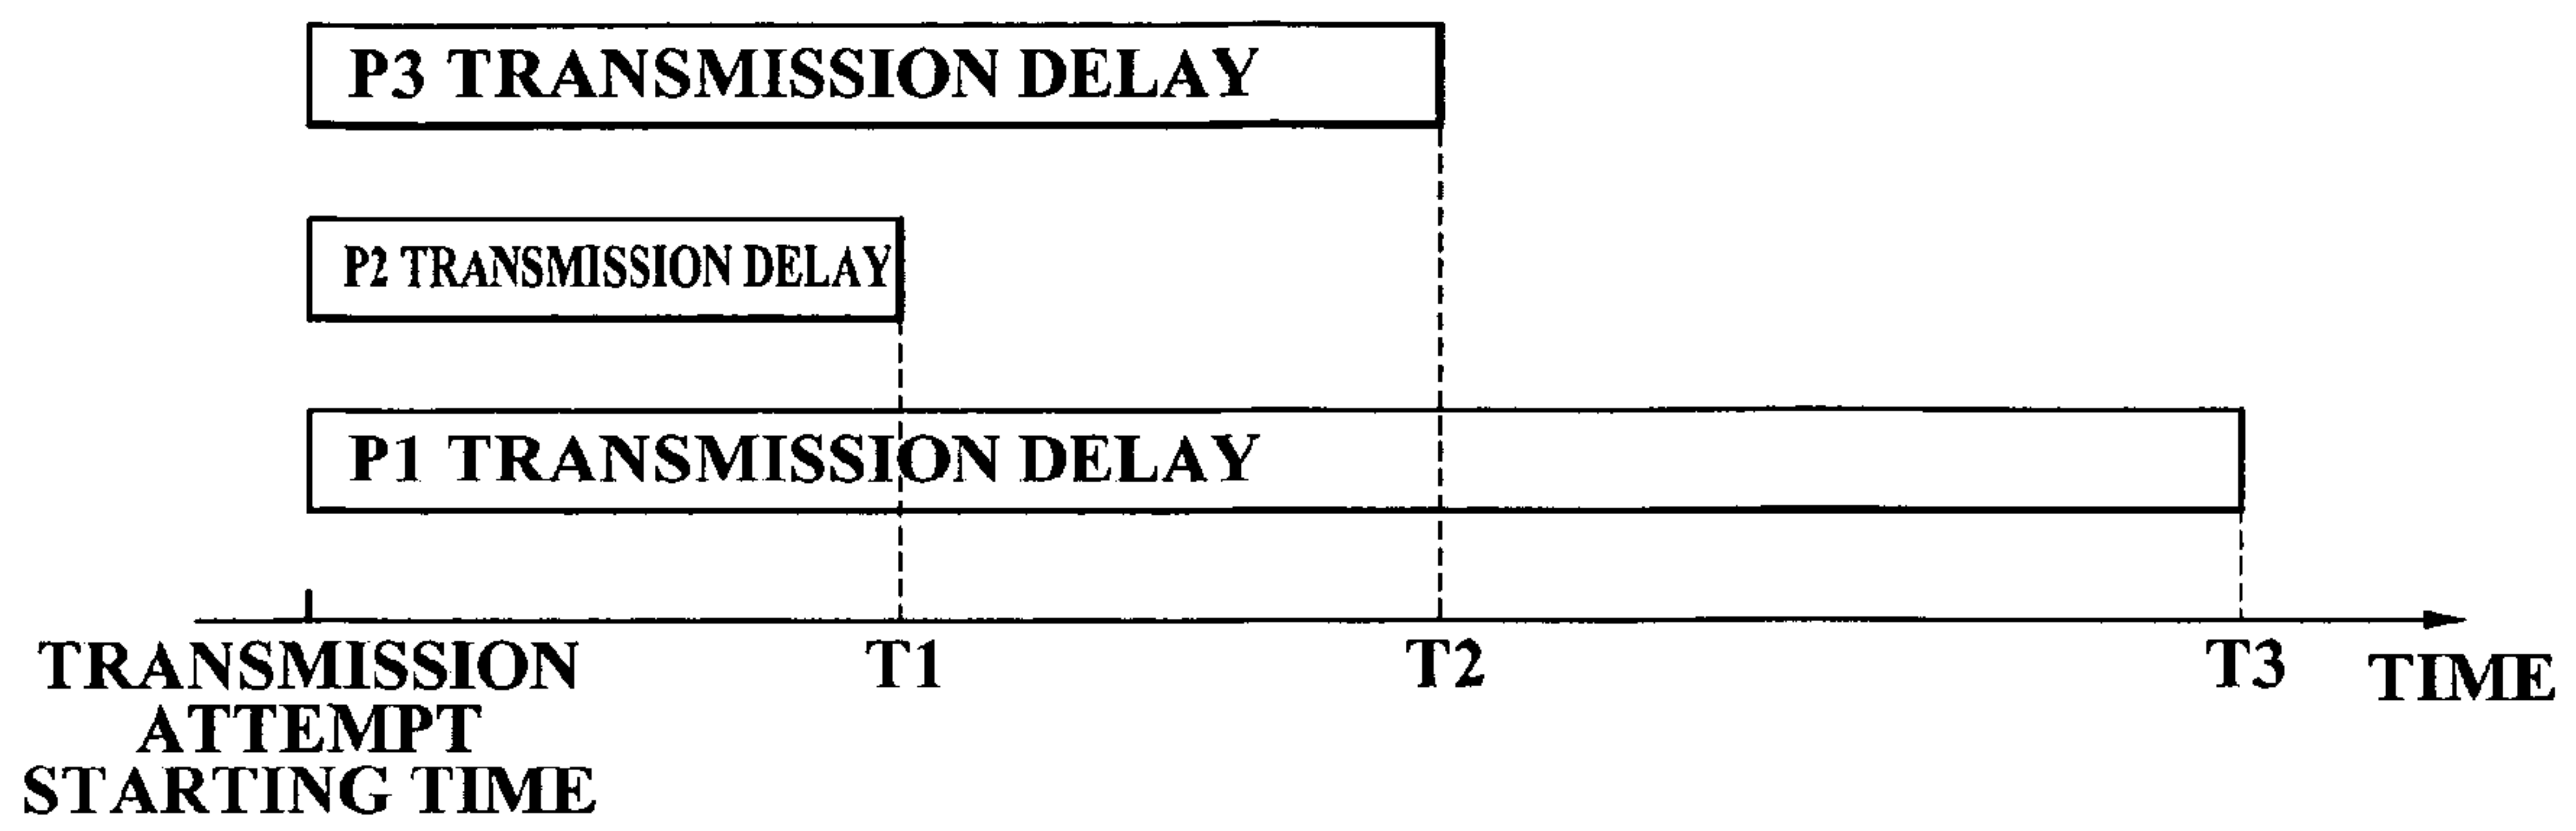 P3 TRANSMISSION DELAY
P2 TRANSMISSION DELAY
P1 TRANSMISSION DELAY
TRANSMISSION
ATTEMPT
STARTING TIME
T1
T2
T3
TIME